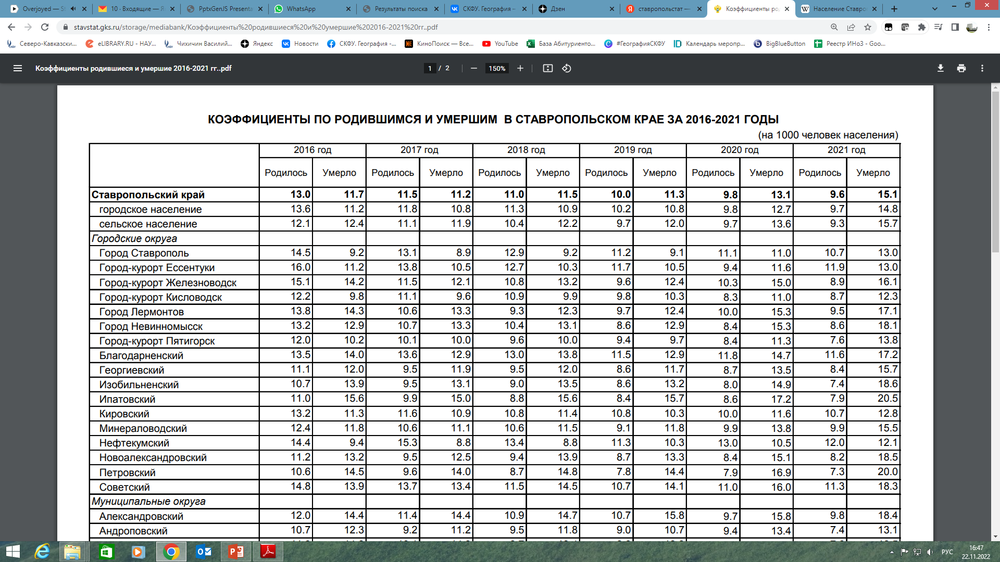 Overjoyed — S
10 · Входящие — Я
PptxGenJS Presenta
WhatsApp
Результаты поиска
СКФУ. География –
Дзен
ставропольстат —
Коэффициенты ро
Население Ставро
stavstat.gks.ru/storage/mediabank/Коэффициенты%20родившиеся%20и%20умершие%202016-2021%20гг..pdf
Северо-Кавказски...
eLIBRARY.RU - НАУ...
Чихичин Василий...
Яндекс
Новости
СКФУ. География -...
КиноПоиск — Все...
YouTube
База Абитуриенто...
#ГеографияСКФУ
Календарь меропр...
BigBlueButton
Реестр ИНоЗ - Goo...
Коэффициенты родившиеся и умершие 2016-2021 гг..pdf
1 / 2
150%
КОЭФФИЦИЕНТЫ ПО РОДИВШИМСЯ И УМЕРШИМ В СТАВРОПОЛЬСКОМ КРАЕ ЗА 2016-2021 ГОДЫ
(на 1000 человек населения)
2016 год 2017 год 2018 год 2019 год 2020 год 2021 год
Родилось Умерло Родилось Умерло Родилось Умерло Родилось Умерло Родилось Умерло Родилось Умерло
Ставропольский край 13.0 11.7 11.5 11.2 11.0 11.5 10.0 11.3 9.8 13.1 9.6 15.1
городское население 13.6 11.2 11.8 10.8 11.3 10.9 10.2 10.8 9.8 12.7 9.7 14.8
сельское население 12.1 12.4 11.1 11.9 10.4 12.2 9.7 12.0 9.7 13.6 9.3 15.7
Городские округа
Город Ставрополь 14.5 9.2 13.1 8.9 12.9 9.2 11.2 9.1 11.1 11.0 10.7 13.0
Город-курорт Ессентуки 16.0 11.2 13.8 10.5 12.7 10.3 11.7 10.5 9.4 11.6 11.9 13.0
Город-курорт Железноводск 15.1 14.2 11.5 12.1 10.8 13.2 9.6 12.4 10.3 15.0 8.9 16.1
Город-курорт Кисловодск 12.2 9.8 11.1 9.6 10.9 9.9 9.8 10.3 8.3 11.0 8.7 12.3
Город Лермонтов 13.8 14.3 10.6 13.3 9.3 12.3 9.7 12.4 10.0 15.3 9.5 17.1
Город Невинномысск 13.2 12.9 10.7 13.3 10.4 13.1 8.6 12.9 8.4 15.3 8.6 18.1
Город-курорт Пятигорск 12.0 10.2 10.1 10.0 9.6 10.0 9.4 9.7 8.4 11.3 7.6 13.8
Благодарненский 13.5 14.0 13.6 12.9 13.0 13.8 11.5 12.9 11.8 14.7 11.6 17.2
Георгиевский 11.1 12.0 9.5 11.9 9.5 12.0 8.6 11.7 8.7 13.5 8.4 15.7
Изобильненский 10.7 13.9 9.5 13.1 9.0 13.5 8.6 13.2 8.0 14.9 7.4 18.6
Ипатовский 11.0 15.6 9.9 15.0 8.8 15.6 8.4 15.7 8.6 17.2 7.9 20.5
Кировский 13.2 11.3 11.6 10.9 10.8 11.4 10.8 10.3 10.0 11.6 10.7 12.8
Минераловодский 12.4 11.8 10.6 11.1 10.6 11.5 9.1 11.8 9.9 13.8 9.9 15.5
Нефтекумский 14.4 9.4 15.3 8.8 13.4 8.8 11.3 10.3 13.0 10.5 12.0 12.1
Новоалександровский 11.2 13.2 9.5 12.5 9.4 13.9 8.7 13.3 8.4 15.1 8.2 18.5
Петровский 10.6 14.5 9.6 14.0 8.7 14.8 7.8 14.4 7.9 16.9 7.3 20.0
Советский 14.8 13.9 13.7 13.4 11.5 14.5 10.7 14.1 11.0 16.0 11.3 18.3
Муниципальные округа
Александровский 12.0 14.4 11.4 14.4 10.9 14.7 10.7 15.8 9.7 15.8 9.8 18.4
Андроповский 10.7 12.3 9.2 11.2 9.5 11.8 9.0 10.7 9.4 13.4 7.4 13.1
РУС
16:47
22.11.2022